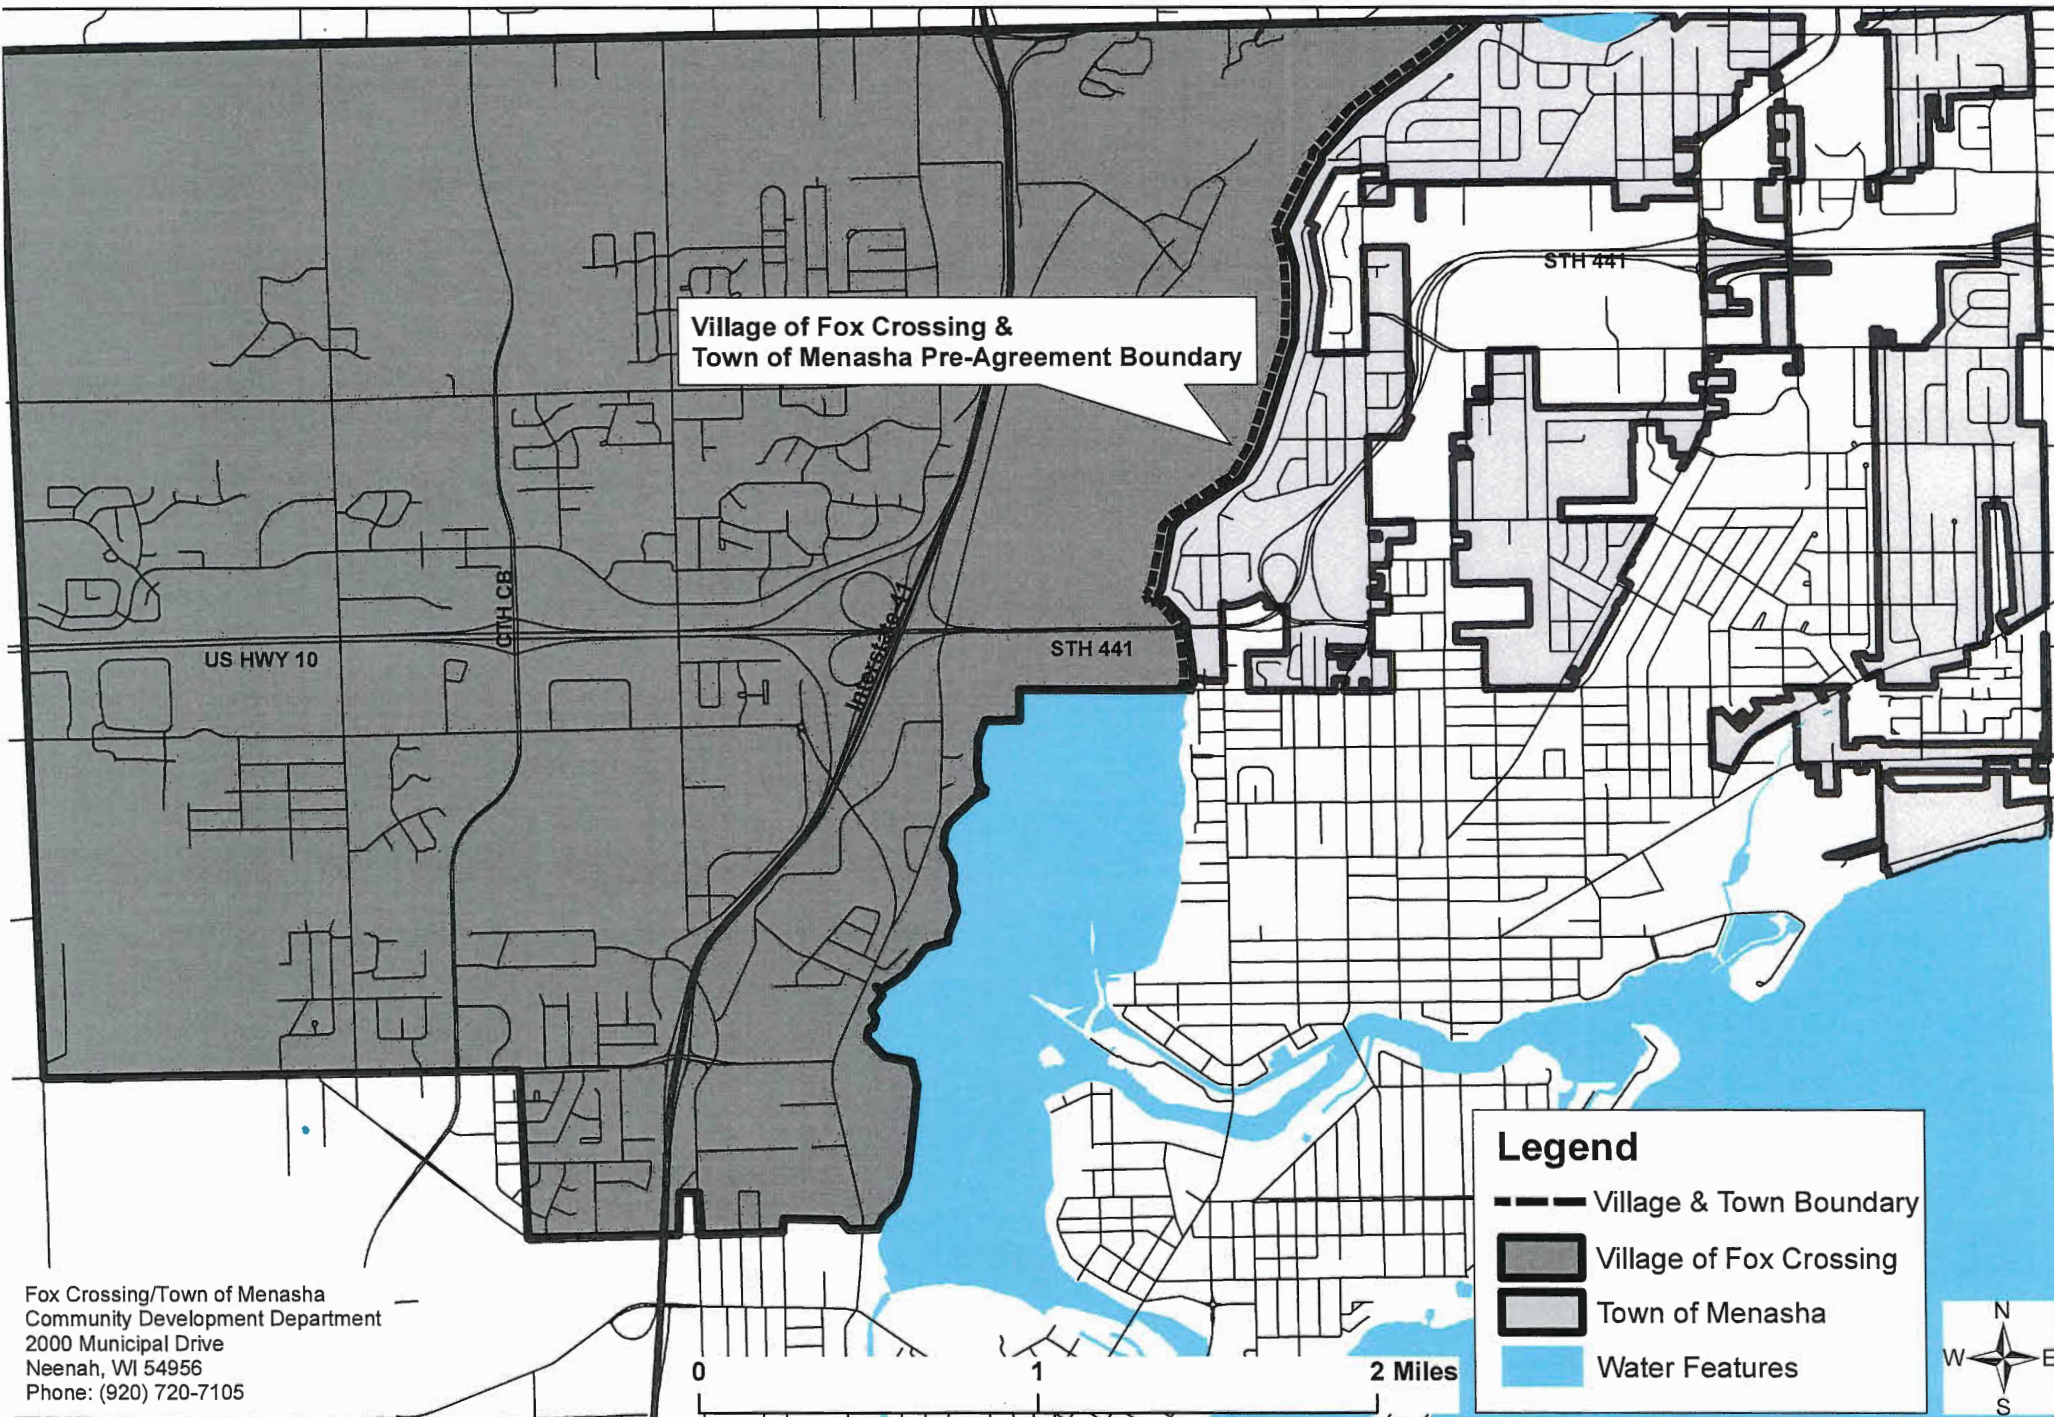 STH 441
Village of Fox Crossing &
Town of Menasha Pre-Agreement Boundary
CTH CB
Interstate 41
US HWY 10
STH 441
Legend
Village & Town Boundary
Village of Fox Crossing
Town of Menasha
Water Features
Fox Crossing/Town of Menasha
Community Development Department
2000 Municipal Drive
Neenah, WI 54956
Phone: (920) 720-7105
0 1 2 Miles
N
W E
S